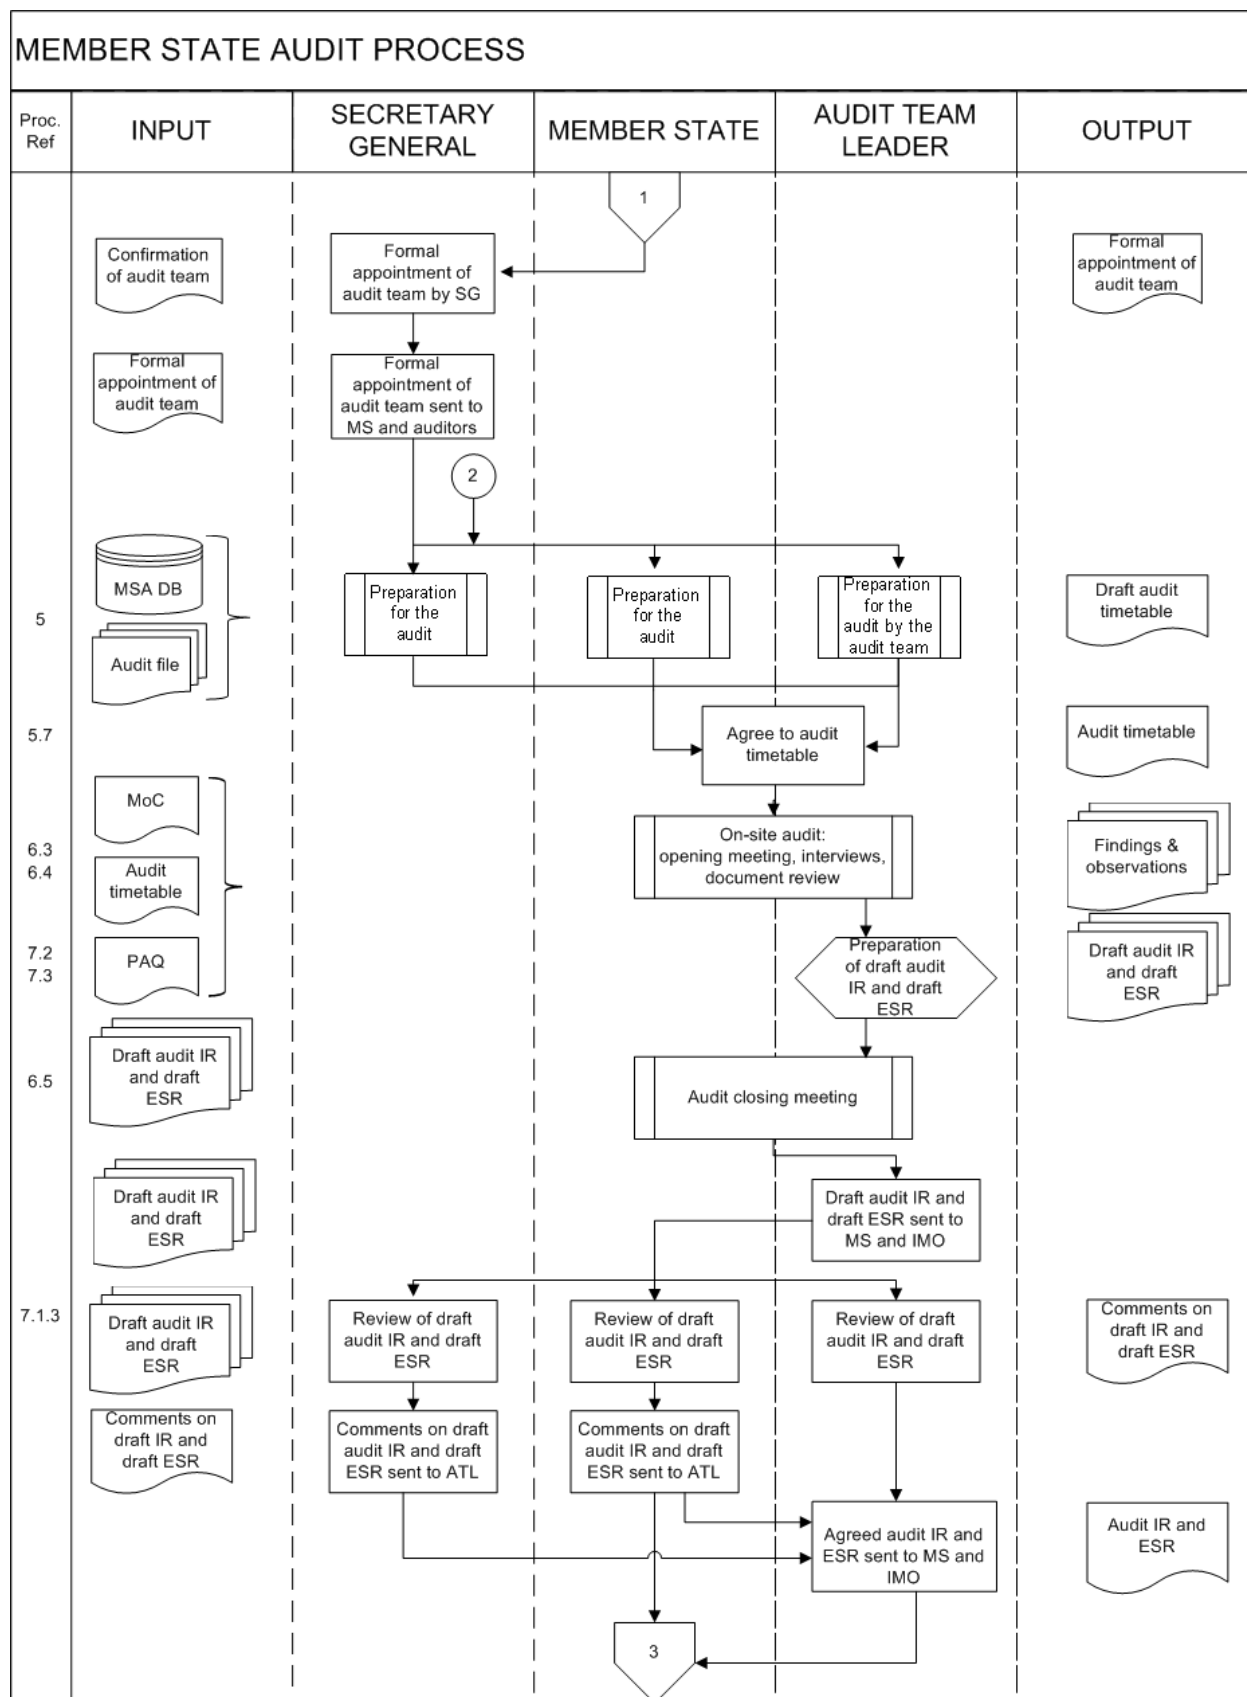 MEMBER STATE AUDIT PROCESS
Proc.
Ref
INPUT
SECRETARY
GENERAL
MEMBER STATE
AUDIT TEAM
LEADER
OUTPUT
1
Confirmation
of audit team
Formal
appointment of
audit team by SG
Formal
appointment of
audit team
Formal
appointment of
audit team
Formal
appointment of
audit team sent to
MS and auditors
2
5
MSA DB
Audit file
Preparation
for the
audit
Preparation
for the
audit
Preparation
for the
audit by the
audit team
Draft audit
timetable
5.7
Agree to audit
timetable
Audit timetable
MoC
6.3
6.4
Audit
timetable
On-site audit:
opening meeting, interviews,
document review
Findings &
observations
7.2
7.3
PAQ
Preparation
of draft audit
IR and draft
ESR
Draft audit IR
and draft
ESR
6.5
Draft audit IR
and draft
ESR
Audit closing meeting
Draft audit IR
and draft
ESR
Draft audit IR and
draft ESR sent to
MS and IMO
7.1.3
Draft audit IR
and draft
ESR
Review of draft
audit IR and draft
ESR
Review of draft
audit IR and draft
ESR
Review of draft
audit IR and draft
ESR
Comments on
draft IR and
draft ESR
Comments on
draft IR and
draft ESR
Comments on draft
audit IR and draft
ESR sent to ATL
Comments on draft
audit IR and draft
ESR sent to ATL
Agreed audit IR and
ESR sent to MS and
IMO
Audit IR and
ESR
3